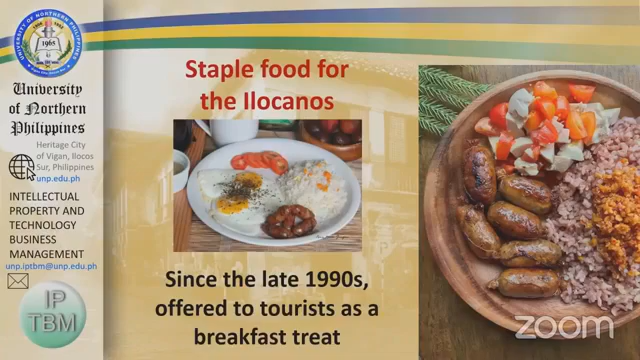 UNIVERSITY OF NORTHERN PHILIPPINES
1965
University
of Northern
Philippines
Heritage City
of Vigan, Ilocos
Sur, Philippines
unp.edu.ph
INTELLECTUAL
PROPERTY AND
TECHNOLOGY
BUSINESS
MANAGEMENT
unp.iptbm@unp.edu.ph
IP
TBM
Staple food for
the Ilocanos
Since the late 1990s,
offered to tourists as a
breakfast treat
zoom